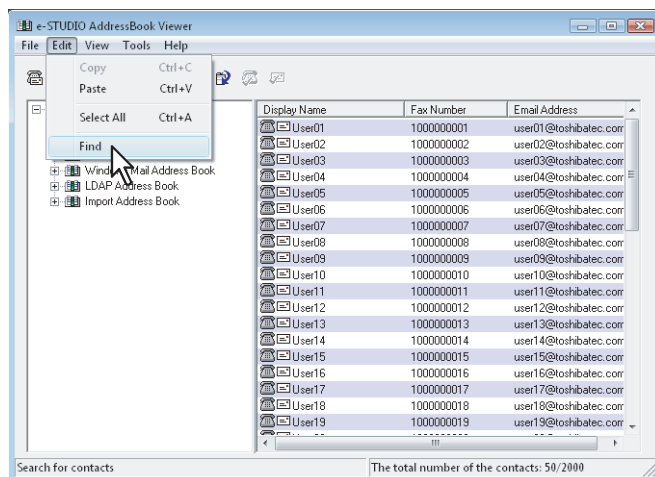 e-STUDIO AddressBook Viewer
File Edit View Tools Help
Copy Ctrl+C
Paste Ctrl+V
Select All Ctrl+A
Find
Mail Address Book
LDAP Address Book
Import Address Book
Display Name Fax Number Email Address
User01 1000000001 user01@toshibatec.com
User02 1000000002 user02@toshibatec.com
User03 1000000003 user03@toshibatec.com
User04 1000000004 user04@toshibatec.com
User05 1000000005 user05@toshibatec.com
User06 1000000006 user06@toshibatec.com
User07 1000000007 user07@toshibatec.com
User08 1000000008 user08@toshibatec.com
User09 1000000009 user09@toshibatec.com
User10 1000000010 user10@toshibatec.com
User11 1000000011 user11@toshibatec.com
User12 1000000012 user12@toshibatec.com
User13 1000000013 user13@toshibatec.com
User14 1000000014 user14@toshibatec.com
User15 1000000015 user15@toshibatec.com
User16 1000000016 user16@toshibatec.com
User17 1000000017 user17@toshibatec.com
User18 1000000018 user18@toshibatec.com
User19 1000000019 user19@toshibatec.com
Search for contacts The total number of the contacts: 50/2000